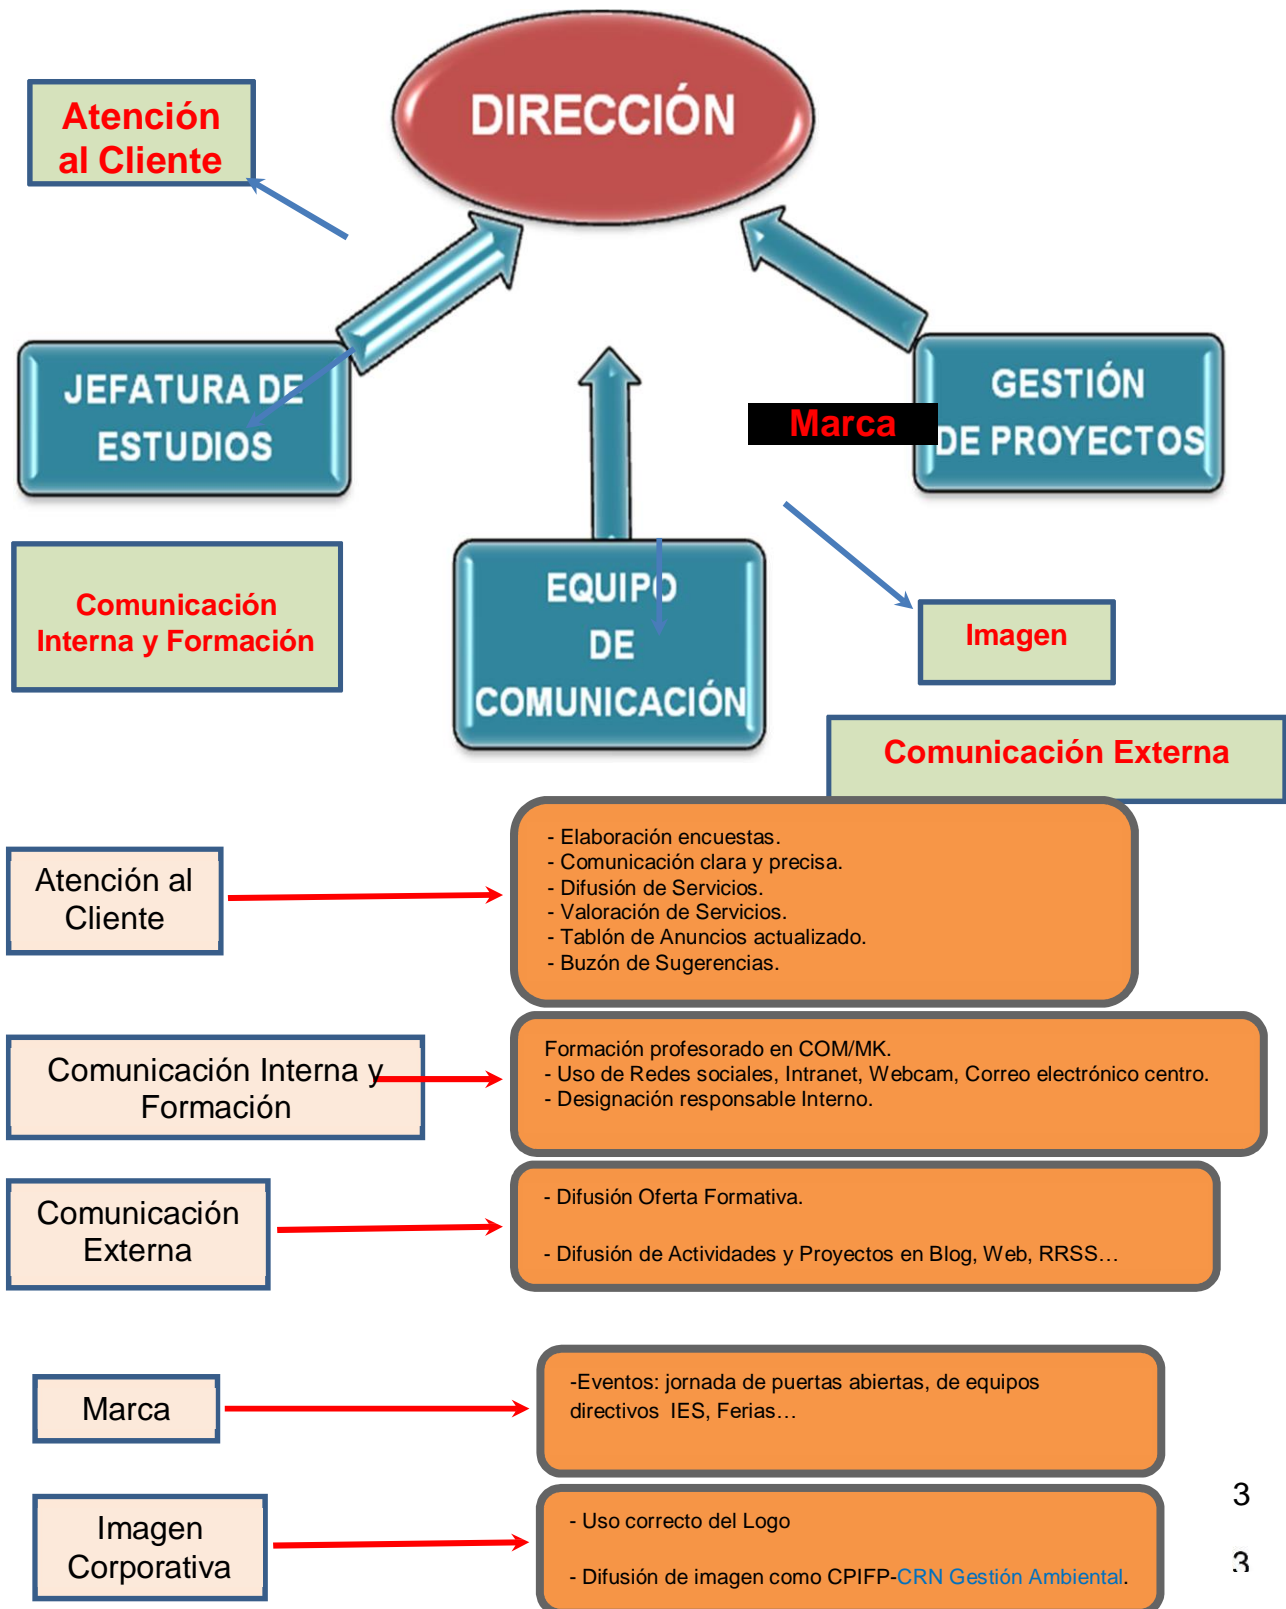 DIRECCIÓN
Atención
al Cliente
JEFATURA DE
ESTUDIOS
GESTIÓN
DE PROYECTOS
Marca
EQUIPO
DE
COMUNICACIÓN
Comunicación
Interna y Formación
Imagen
Comunicación Externa
Atención al
Cliente
- Elaboración encuestas.
- Comunicación clara y precisa.
- Difusión de Servicios.
- Valoración de Servicios.
- Tablón de Anuncios actualizado.
- Buzón de Sugerencias.
Comunicación Interna y
Formación
Formación profesorado en COM/MK.
- Uso de Redes sociales, Intranet, Webcam, Correo electrónico centro.
- Designación responsable Interno.
Comunicación
Externa
- Difusión Oferta Formativa.
- Difusión de Actividades y Proyectos en Blog, Web, RRSS…
Marca
-Eventos: jornada de puertas abiertas, de equipos
directivos  IES, Ferias…
Imagen
Corporativa
- Uso correcto del Logo
- Difusión de imagen como CPIFP-CRN Gestión Ambiental.
3
3